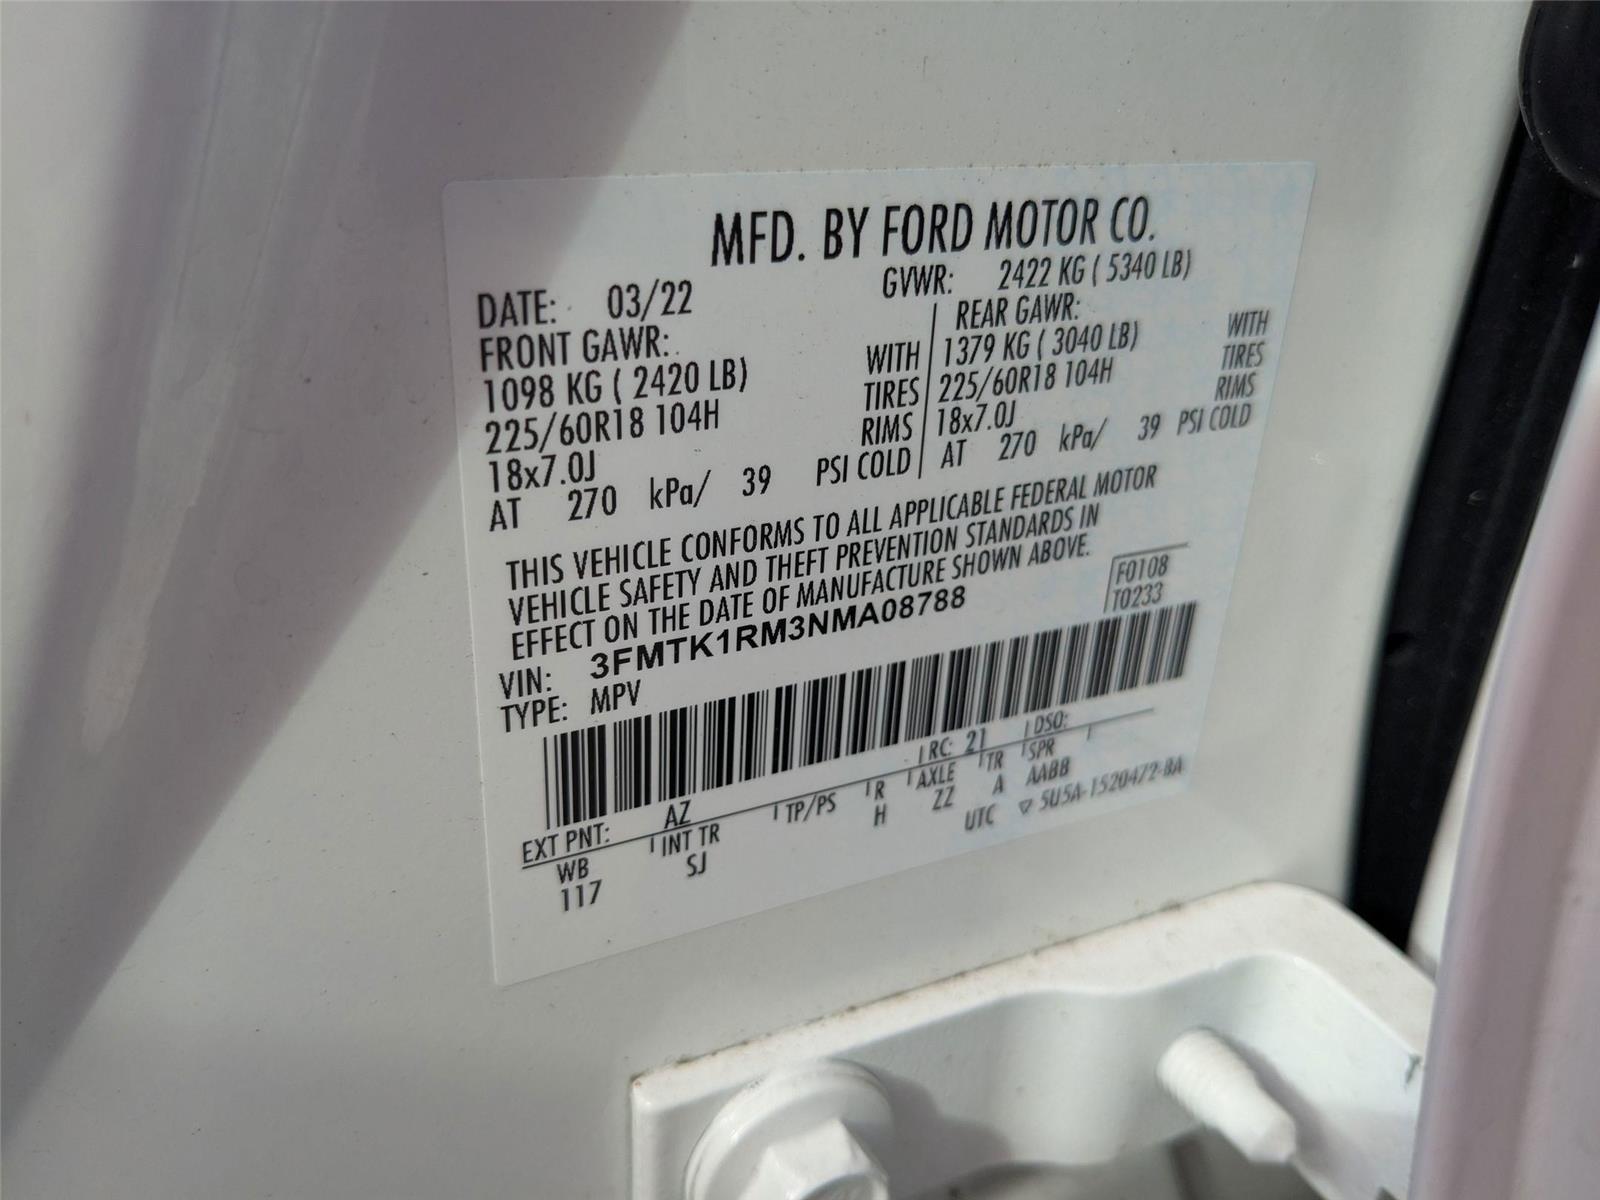 MFD. BY FORD MOTOR CO.
DATE: 03/22 GVWR: 2422 KG ( 5340 LB)
FRONT GAWR: REAR GAWR:
1098 KG ( 2420 LB) WITH 1379 KG ( 3040 LB) WITH
225/60R18 104H TIRES 225/60R18 104H TIRES
18x7.0J RIMS 18x7.0J RIMS
AT 270 kPa/ 39 PSI COLD AT 270 kPa/ 39 PSI COLD
THIS VEHICLE CONFORMS TO ALL APPLICABLE FEDERAL MOTOR
VEHICLE SAFETY AND THEFT PREVENTION STANDARDS IN
EFFECT ON THE DATE OF MANUFACTURE SHOWN ABOVE.
F0108
T0233
VIN: 3FMTK1RM3NMA08788
TYPE: MPV
EXT PNT: AZ RC: 21 DSO:
WB INT TR TP/PS R AXLE TR SPR
117 SJ H ZZ A AABB
UTC ▽ 5U5A-1520472-BA